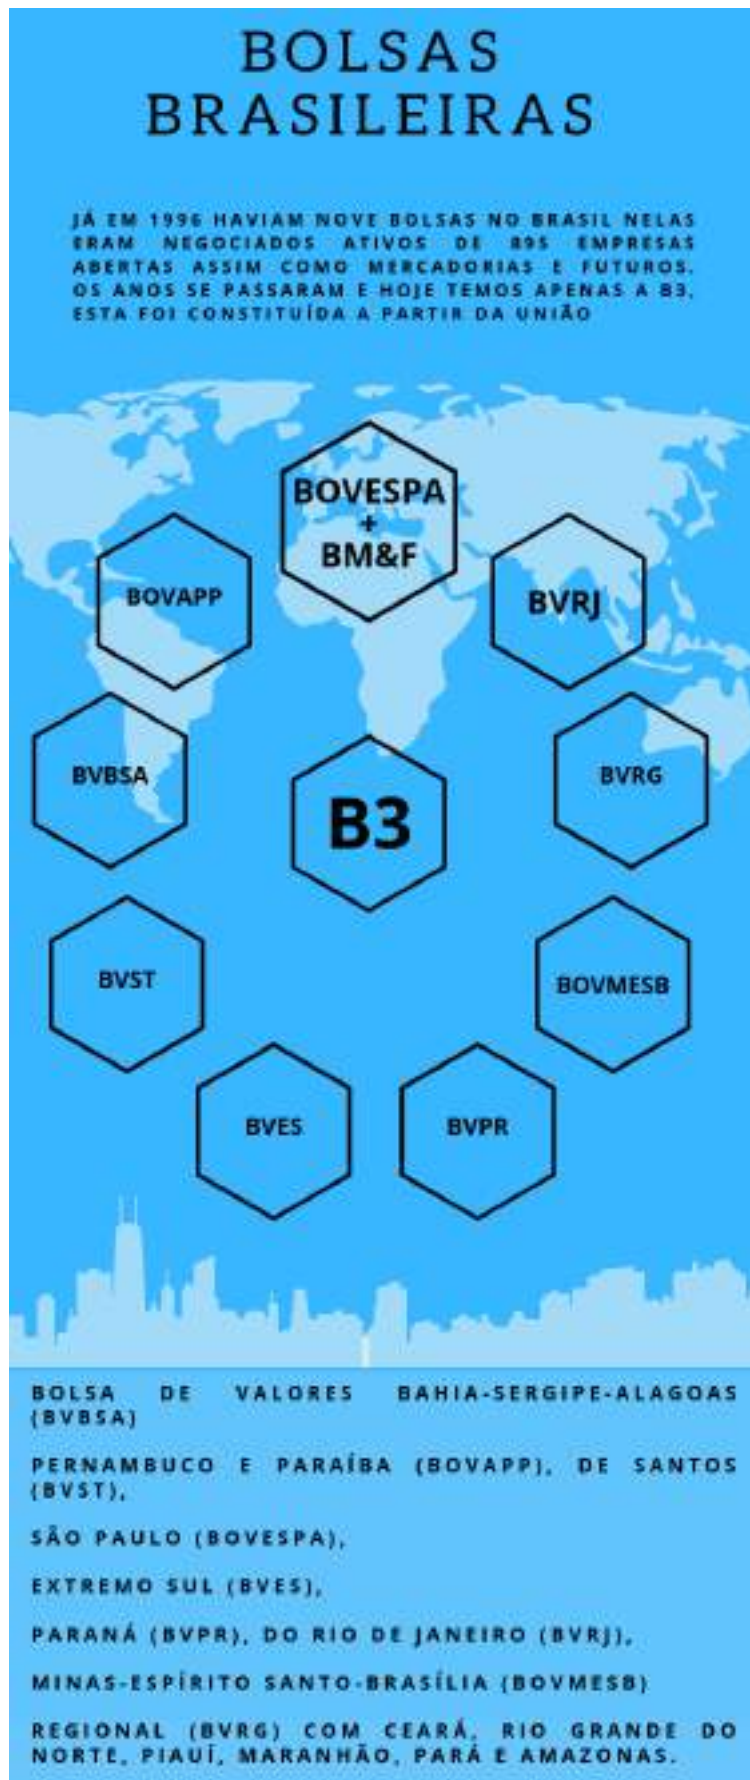 BOLSAS
BRASILEIRAS
JÁ EM 1996 HAVIAM NOVE BOLSAS NO BRASIL NELAS
ERAM NEGOCIADOS ATIVOS DE 895 EMPRESAS
ABERTAS ASSIM COMO MERCADORIAS E FUTUROS.
OS ANOS SE PASSARAM E HOJE TEMOS APENAS A B3,
ESTA FOI CONSTITUÍDA A PARTIR DA UNIÃO
BOVESPA
+
BM&F
BOVAPP
BVRJ
BVBSA
BVRG
B3
BVST
BOVMESB
BVES
BVPR
BOLSA DE VALORES BAHIA-SERGIPE-ALAGOAS
(BVBSA)
PERNAMBUCO E PARAÍBA (BOVAPP), DE SANTOS
(BVST),
SÃO PAULO (BOVESPA),
EXTREMO SUL (BVES),
PARANÁ (BVPR), DO RIO DE JANEIRO (BVRJ),
MINAS-ESPÍRITO SANTO-BRASÍLIA (BOVMESB)
REGIONAL (BVRG) COM CEARÁ, RIO GRANDE DO
NORTE, PIAUÍ, MARANHÃO, PARÁ E AMAZONAS.